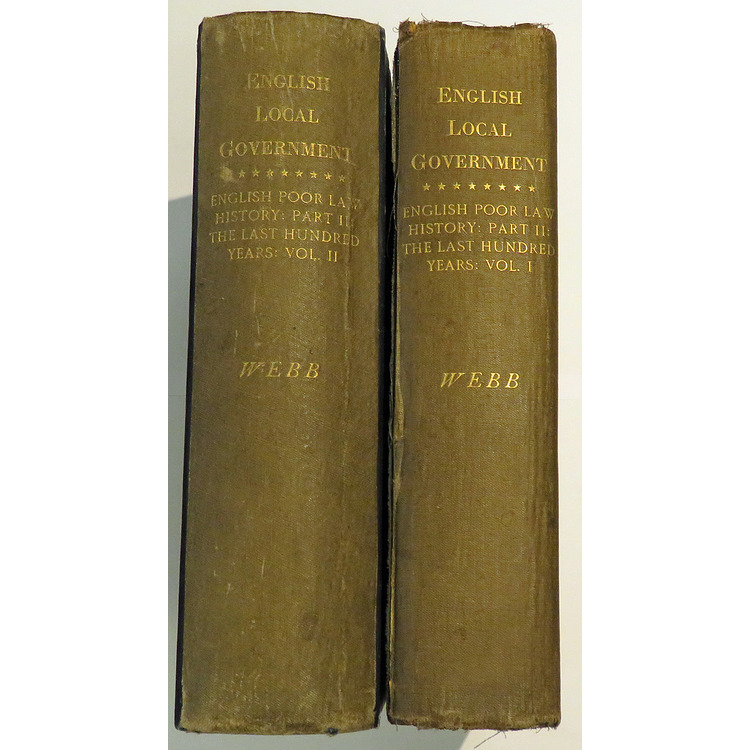 ENGLISH
LOCAL
GOVERNMENT
ENGLISH POOR LAW
HISTORY: PART II:
THE LAST HUNDRED
YEARS: VOL. II
WEBB
ENGLISH
LOCAL
GOVERNMENT
ENGLISH POOR LAW
HISTORY: PART II:
THE LAST HUNDRED
YEARS: VOL. I
WEBB